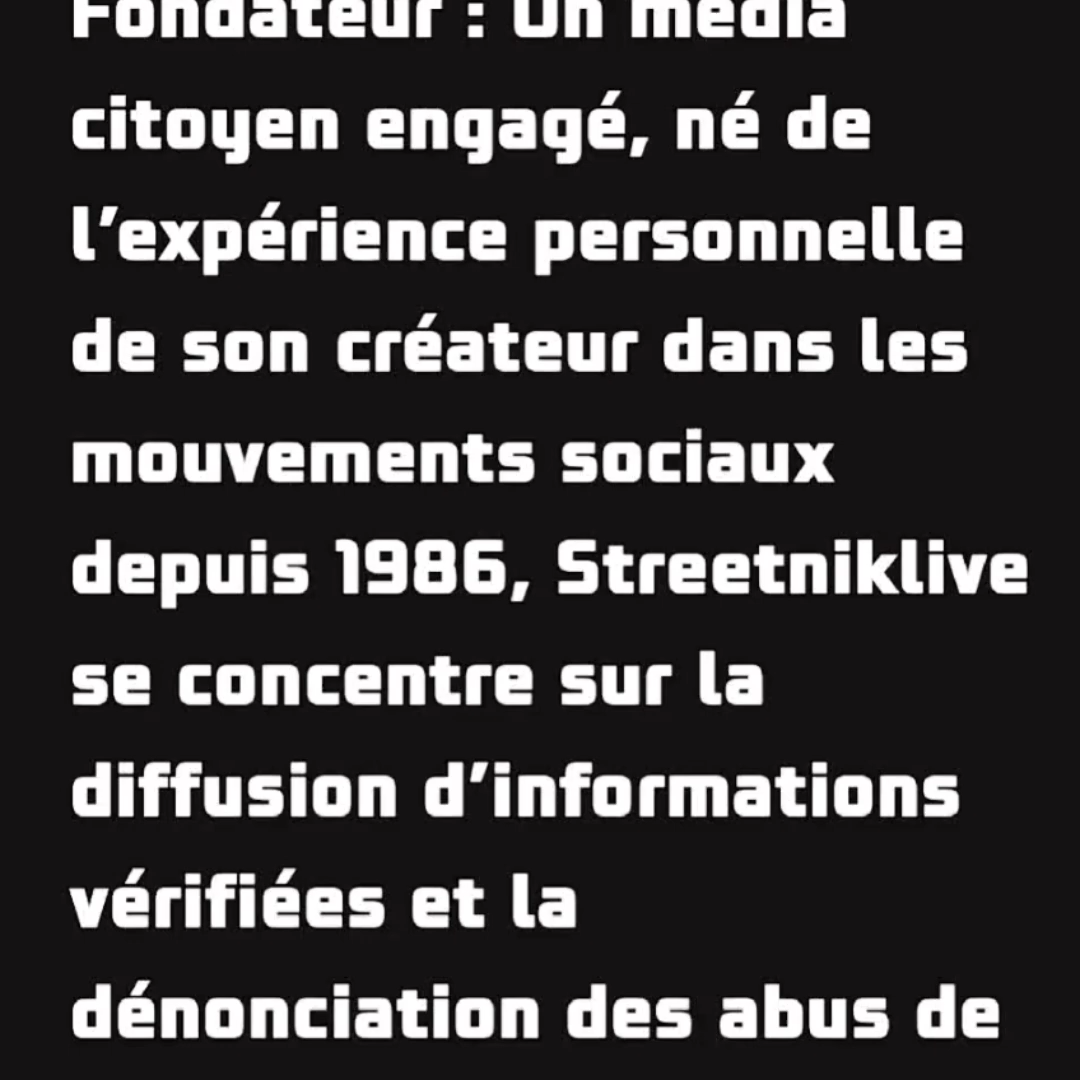 Fondateur : Un média
citoyen engagé, né de
l’expérience personnelle
de son créateur dans les
mouvements sociaux
depuis 1986, Streetniklive
se concentre sur la
diffusion d’informations
vérifiées et la
dénonciation des abus de